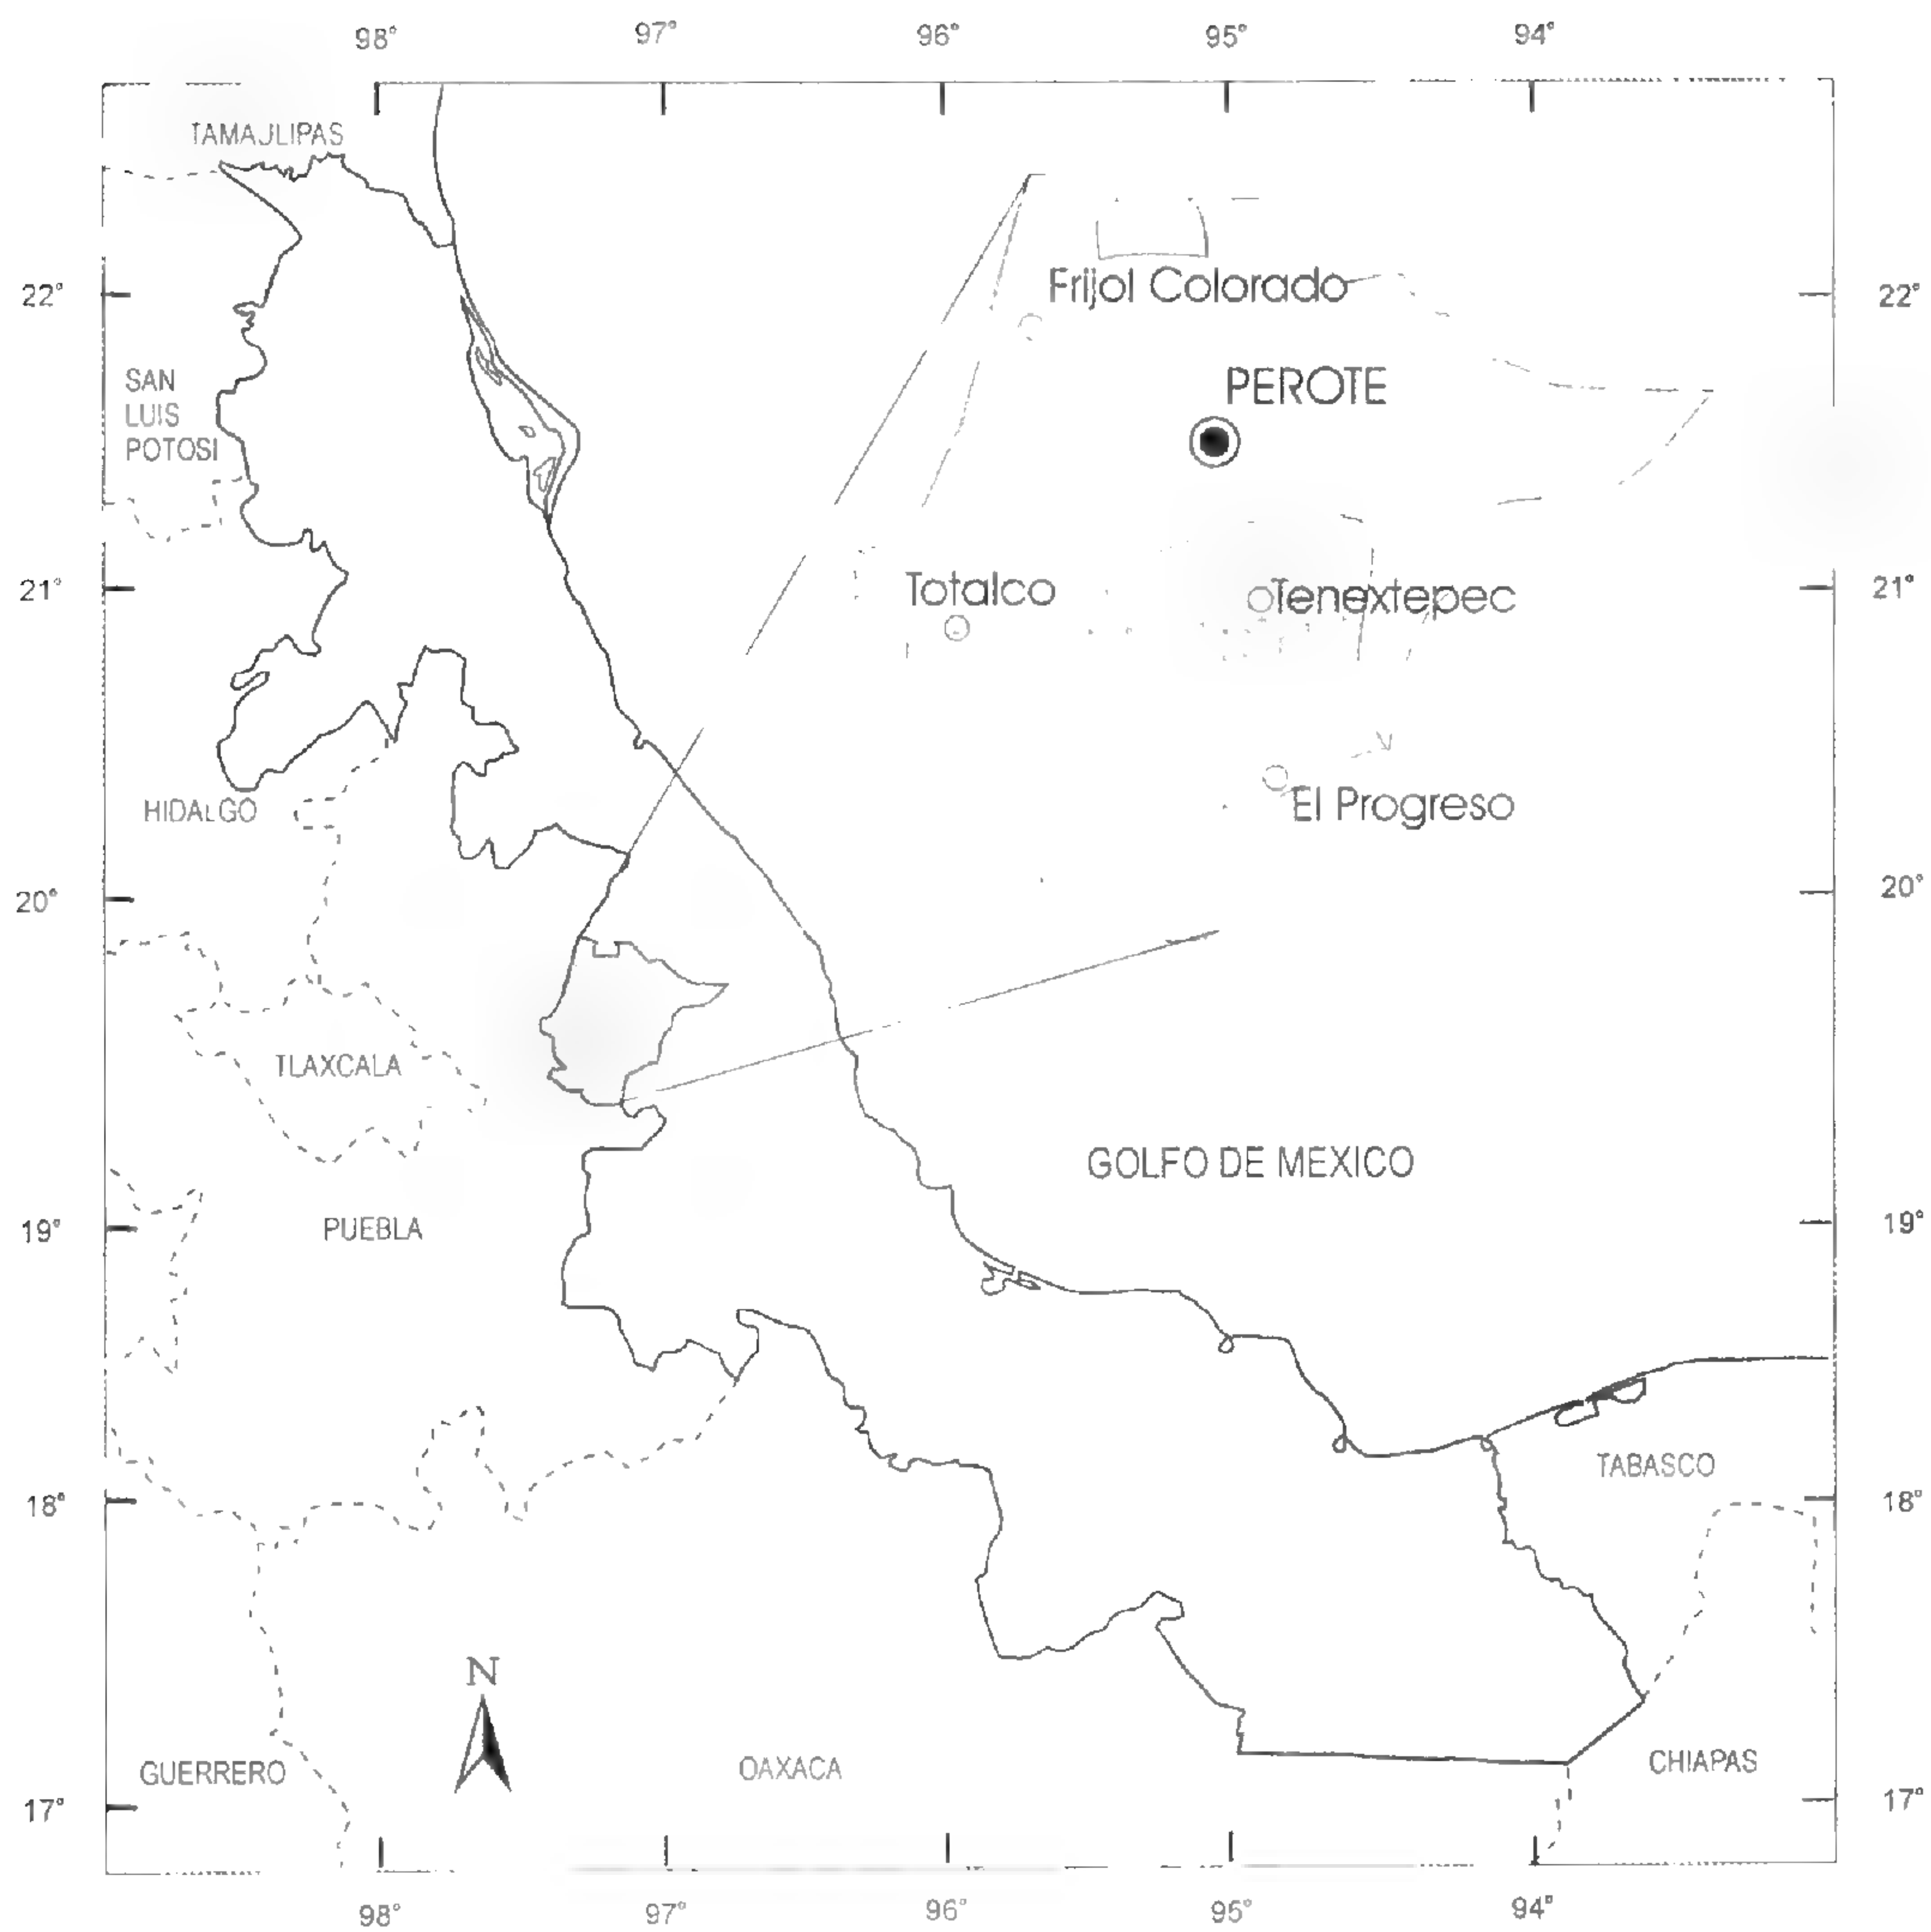 98° 97° 96° 95° 94°
TAMAJLIPAS
22° Frijol Colorado 22°
SAN
LUIS
POTOSI
PEROTE
21° Totalco Tenextepec 21°
HIDALGO
El Progreso
20° 20°
TLAXCALA
GOLFO DE MEXICO
19° PUEBLA 19°
TABASCO
18° 18°
N
GUERRERO OAXACA CHIAPAS
17° 17°
98° 97° 96° 95° 94°